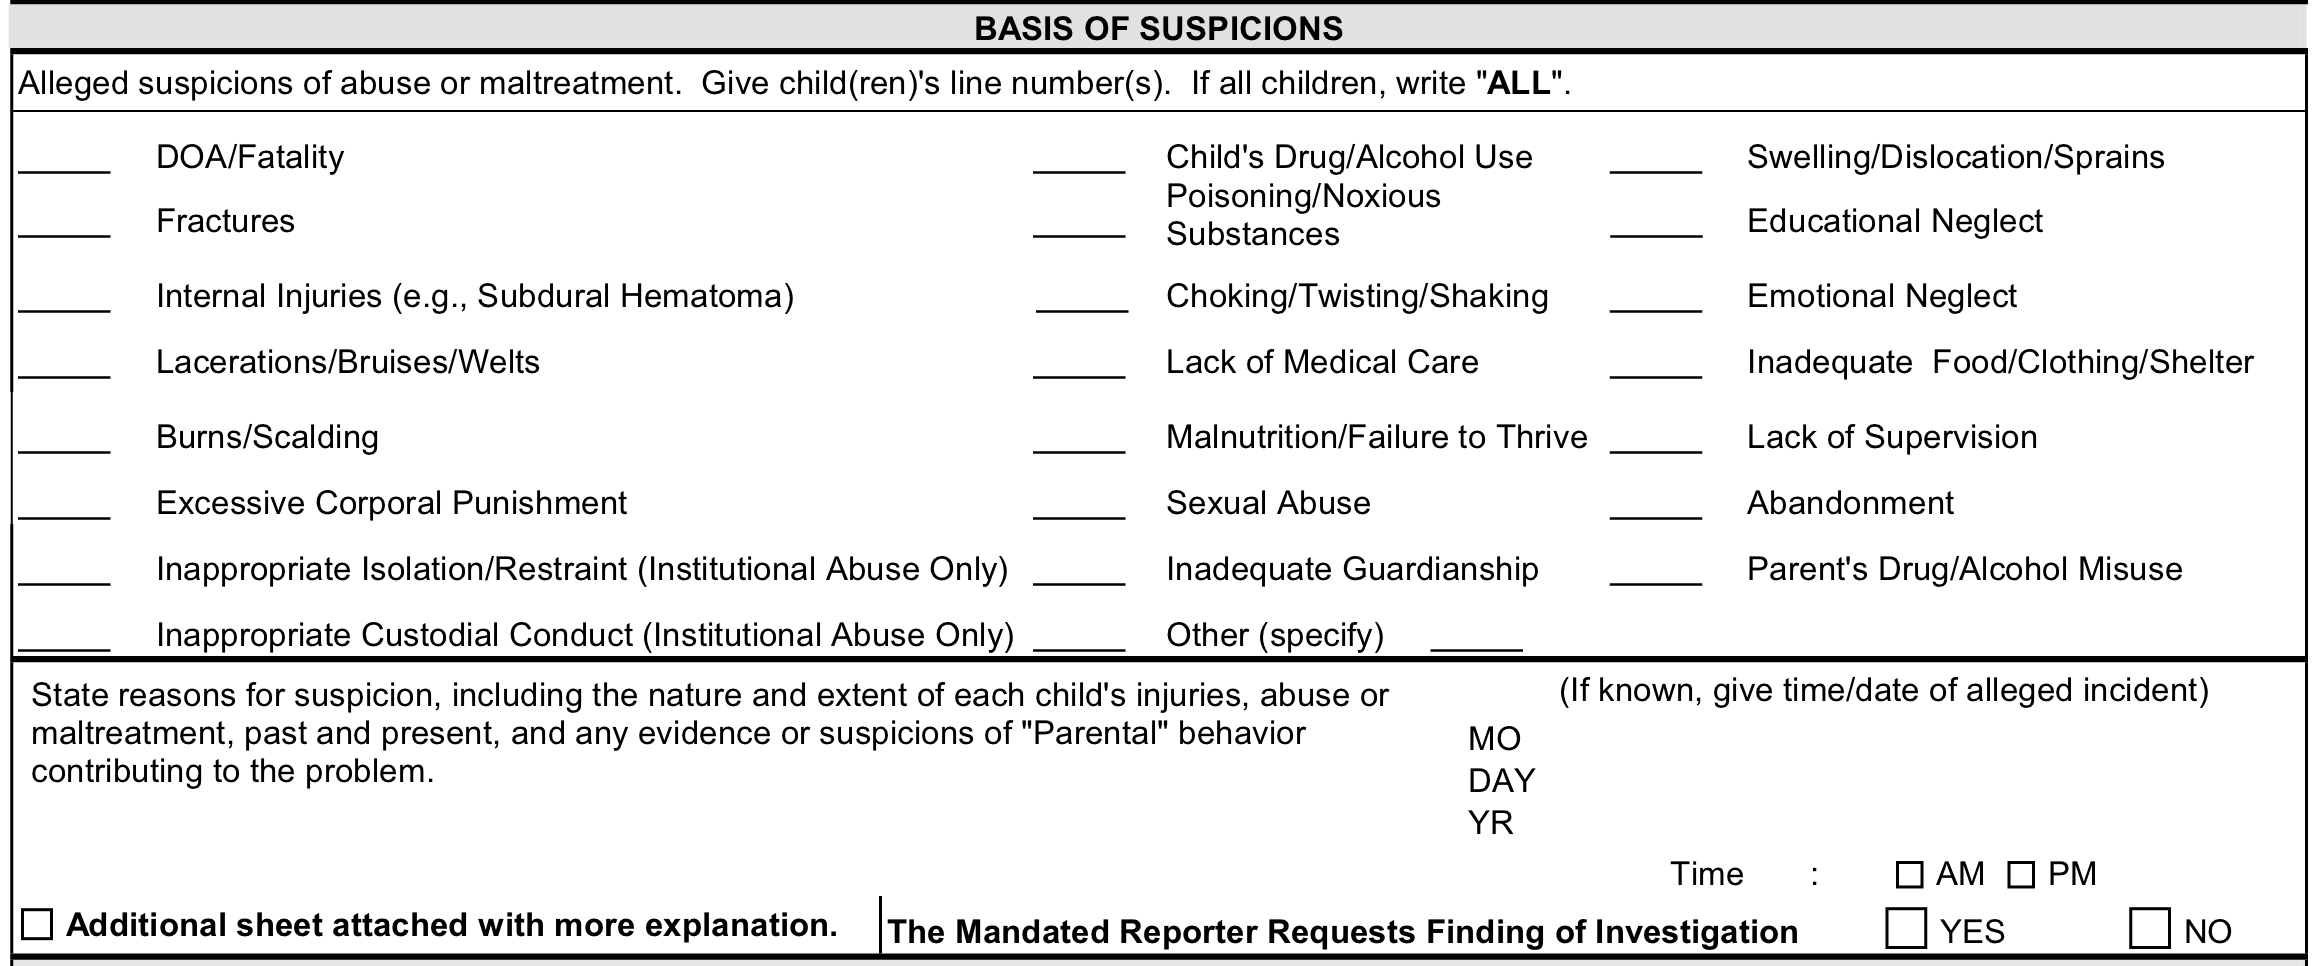 BASIS OF SUSPICIONS
Alleged suspicions of abuse or maltreatment.  Give child(ren)'s line number(s).  If all children, write "ALL".
_____ DOA/Fatality _____ Child's Drug/Alcohol Use _____ Swelling/Dislocation/Sprains
_____ Fractures _____ Poisoning/Noxious Substances _____ Educational Neglect
_____ Internal Injuries (e.g., Subdural Hematoma) _____ Choking/Twisting/Shaking _____ Emotional Neglect
_____ Lacerations/Bruises/Welts _____ Lack of Medical Care _____ Inadequate  Food/Clothing/Shelter
_____ Burns/Scalding _____ Malnutrition/Failure to Thrive _____ Lack of Supervision
_____ Excessive Corporal Punishment _____ Sexual Abuse _____ Abandonment
_____ Inappropriate Isolation/Restraint (Institutional Abuse Only) _____ Inadequate Guardianship _____ Parent's Drug/Alcohol Misuse
_____ Inappropriate Custodial Conduct (Institutional Abuse Only) _____ Other (specify) _____
State reasons for suspicion, including the nature and extent of each child's injuries, abuse or
maltreatment, past and present, and any evidence or suspicions of "Parental" behavior
contributing to the problem.
(If known, give time/date of alleged incident)
MO
DAY
YR
Time : ☐ AM ☐ PM
☐ Additional sheet attached with more explanation.
The Mandated Reporter Requests Finding of Investigation ☐ YES ☐ NO